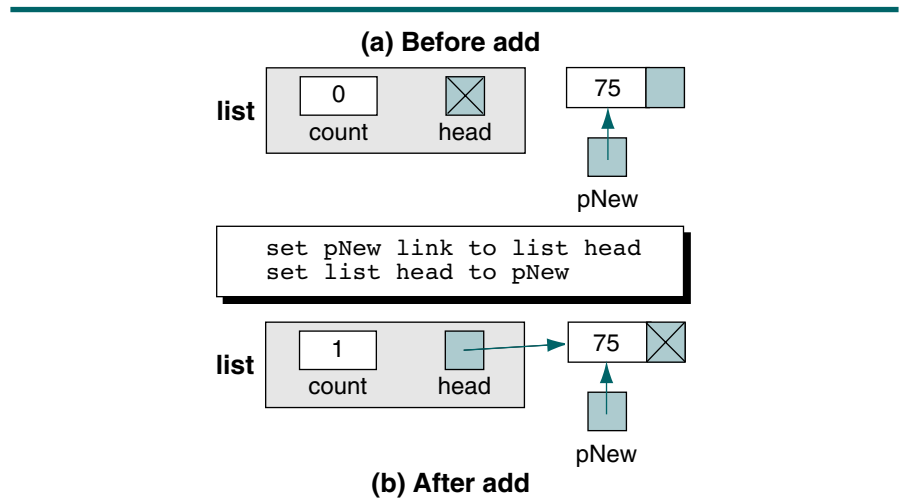 (a) Before add
list
0
count
head
75
pNew
set pNew link to list head
set list head to pNew
list
1
count
head
75
pNew
(b) After add